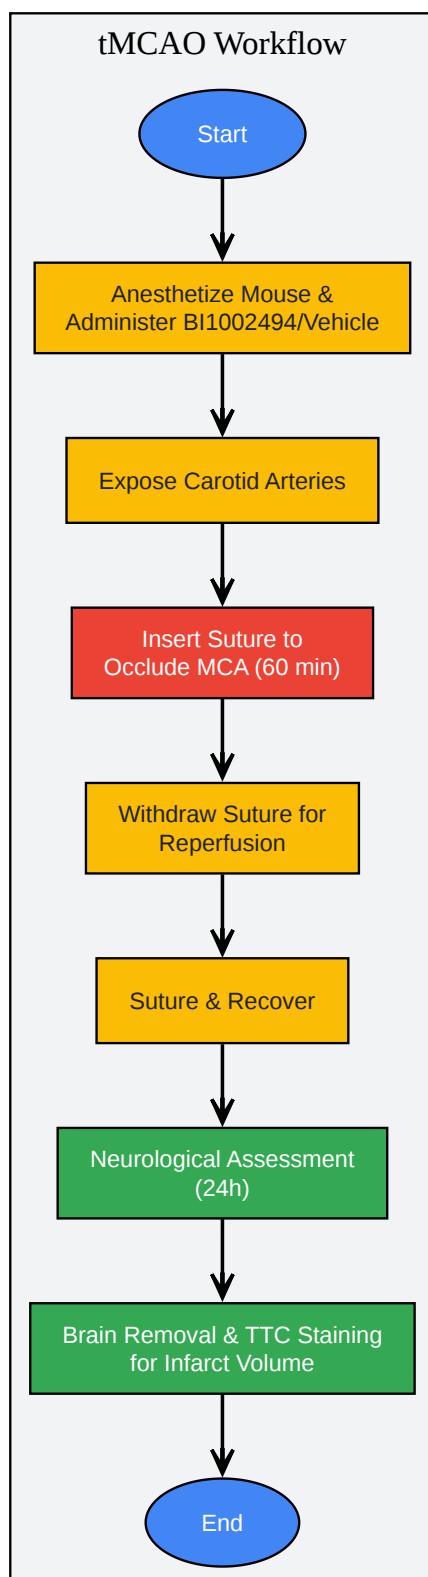 tMCAO Workflow
Start
Anesthetize Mouse &
Administer BI1002494/Vehicle
Expose Carotid Arteries
Insert Suture to
Occlude MCA (60 min)
Withdraw Suture for
Reperfusion
Suture & Recover
Neurological Assessment
(24h)
Brain Removal & TTC Staining
for Infarct Volume
End